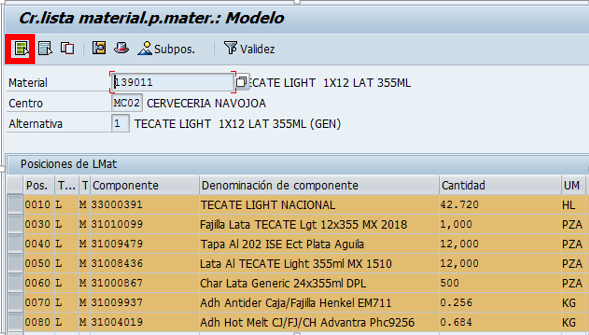 Cr.lista material.p.mater.: Modelo
Subpos. Validez
Material 139011 ECATE LIGHT 1X12 LAT 355ML
Centro MC02 CERVECERIA NAVOJOA
Alternativa 1 TECATE LIGHT 1X12 LAT 355ML (GEN)
Posiciones de LMat
Pos. T... T Componente Denominación de componente Cantidad UM
0010 L M 33000391 TECATE LIGHT NACIONAL 42.720 HL
0030 L M 31010099 Fajilla Lata TECATE Lgt 12x355 MX 2018 1,000 PZA
0040 L M 31009479 Tapa Al 202 ISE Ect Plata Aguila 12,000 PZA
0050 L M 31008436 Lata Al TECATE Light 355ml MX 1510 12,000 PZA
0060 L M 31000867 Char Lata Generic 24x355ml DPL 500 PZA
0070 L M 31009937 Adh Antider Caja/Fajilla Henkel EM711 0.256 KG
0080 L M 31004019 Adh Hot Melt CJ/FJ/CH Advantra Phc9256 0.684 KG